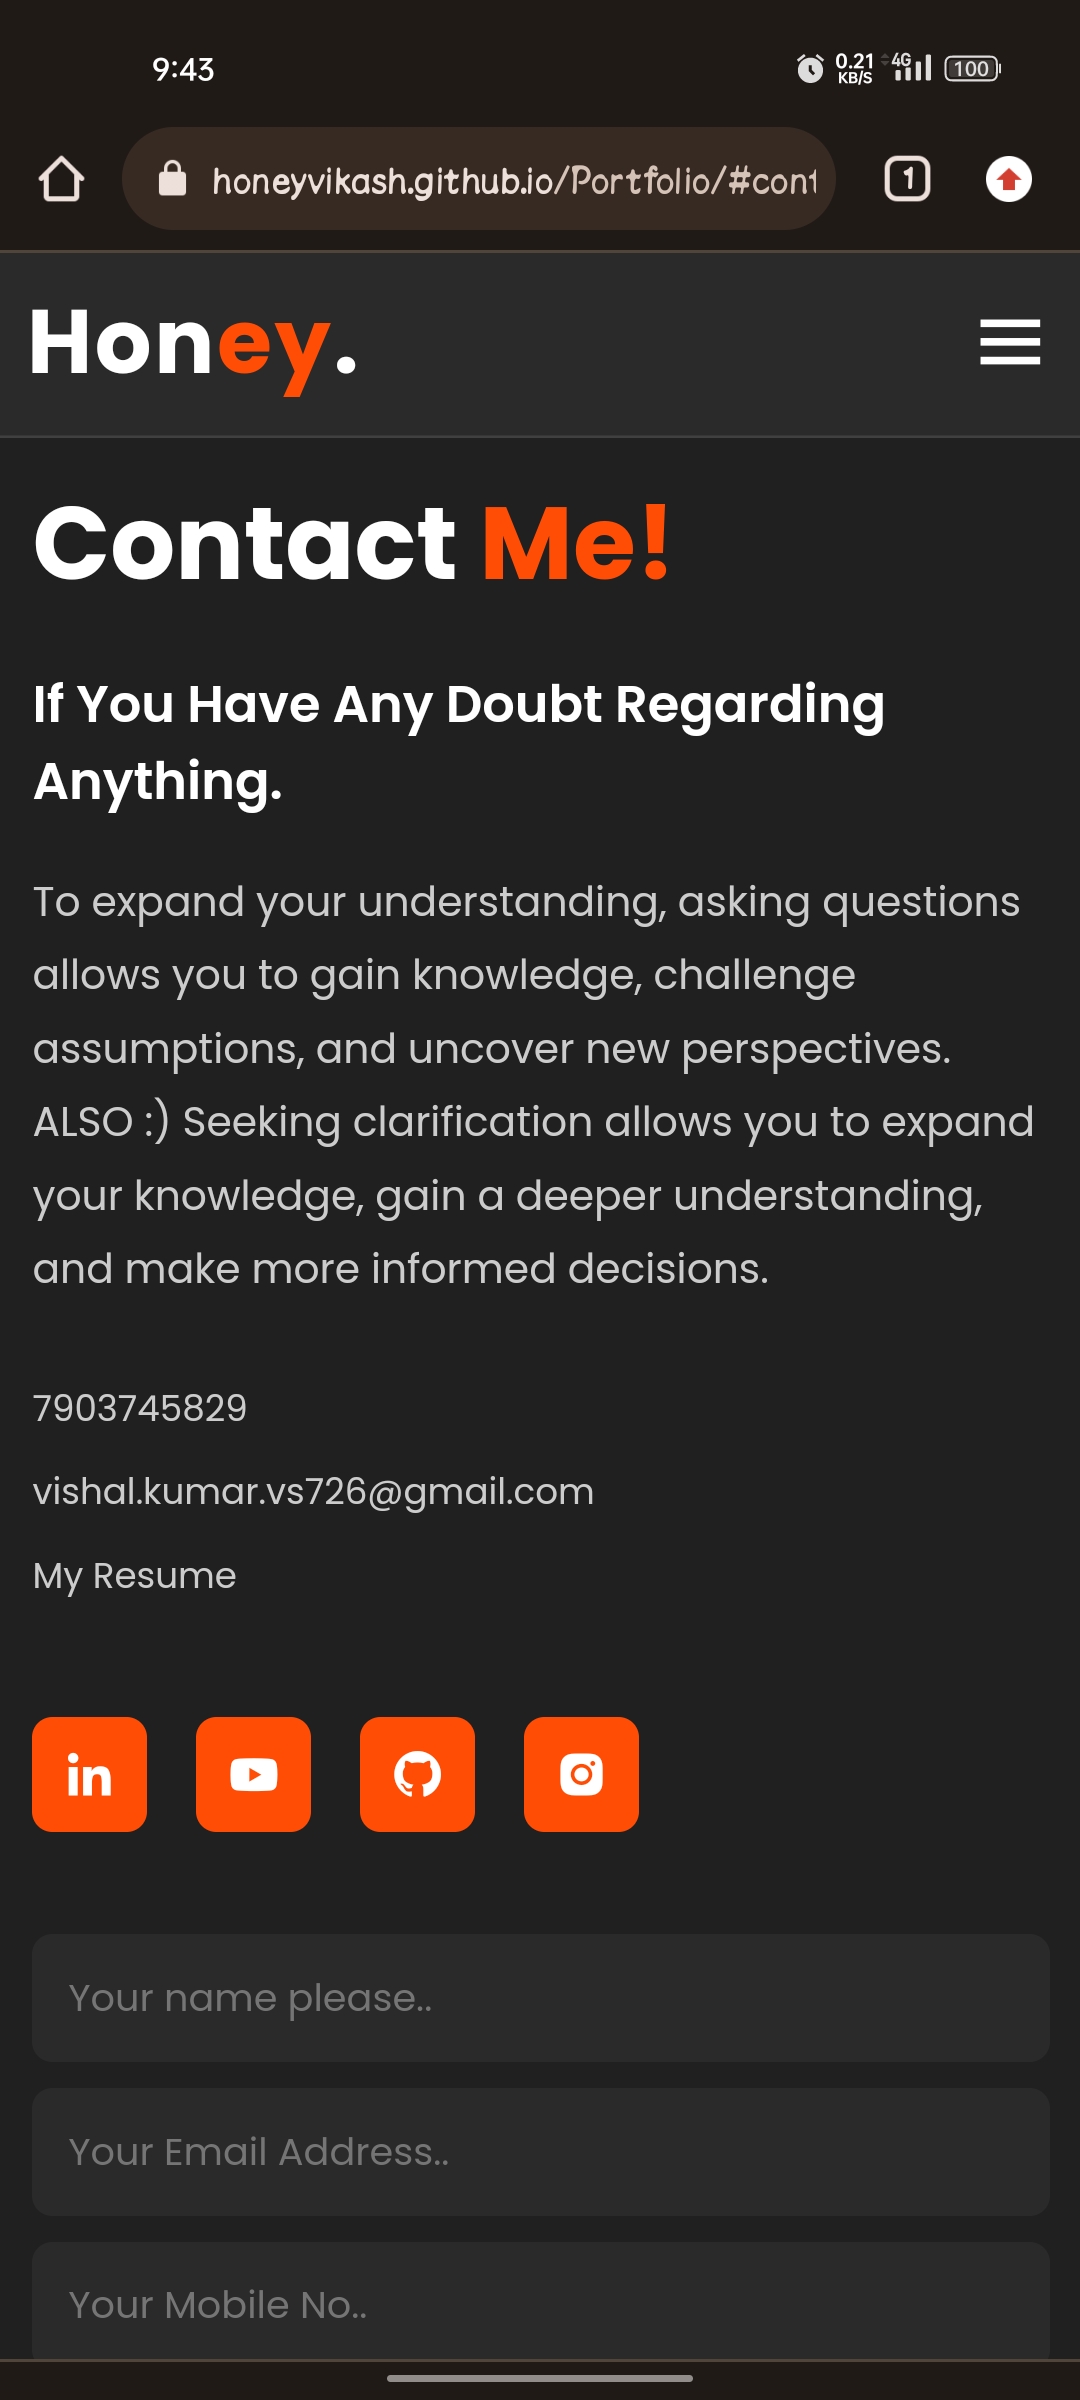 9:43
0.21
KB/S
4G
100
honeyvikash.github.io/Portfolio/#cont
1
Honey.
Contact Me!
If You Have Any Doubt Regarding
Anything.
To expand your understanding, asking questions
allows you to gain knowledge, challenge
assumptions, and uncover new perspectives.
ALSO :) Seeking clarification allows you to expand
your knowledge, gain a deeper understanding,
and make more informed decisions.
7903745829
vishal.kumar.vs726@gmail.com
My Resume
in
Your name please..
Your Email Address..
Your Mobile No..